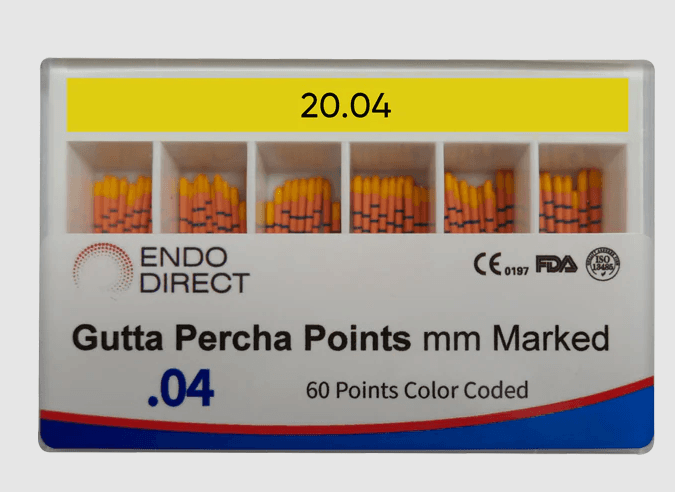 20.04
ENDO
DIRECT
CE 0197 FDA ISO 13485
Gutta Percha Points mm Marked
.04
60 Points Color Coded